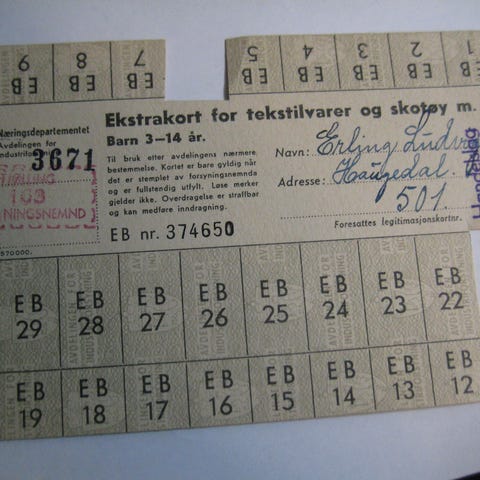 9 8 7 5 4 3 2 1
EB EB EB EB EB EB EB EB
Næringsdepartementet
Avdelingen for
Industritilf
3671
103
NINGSNEMND
570000.
Ekstrakort for tekstilvarer og skotøy m.
Barn 3–14 år.
Til bruk etter avdelingens nærmere
bestemmelse. Kortet er bare gyldig når
det er stemplet av forsyningsnemnda
og er fullstendig utfylt. Løse merker
gjelder ikke. Overdragelse er straffbar
og kan medføre inndragning.
EB nr. 374650
Navn: Erling Ludv
Adresse: Haugedal.
501.
Foresattes legitimasjonskortnr.
EB EB EB EB EB EB EB EB
29 28 27 26 25 24 23 22
EB EB EB EB EB EB EB EB
19 18 17 16 15 14 13 12